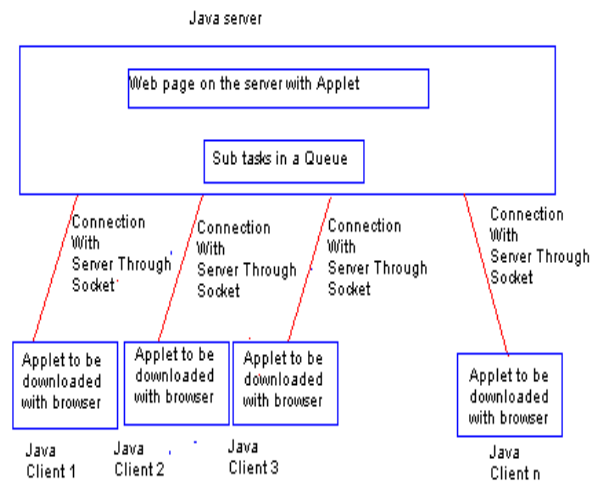 Java server
Web page on the server with Applet
Sub tasks in a Queue
Connection
With
Server Through
Socket
Connection
With
Server Through
Socket
Connection
With
Server Through
Socket
Connection
With
Server Through
Socket
Applet to be
downloaded
with browser
Applet to be
downloaded
with browser
Applet to be
downloaded
with browser
Applet to be
downloaded
with browser
Java
Client 1
Java
Client 2
Java
Client 3
Java
Client n